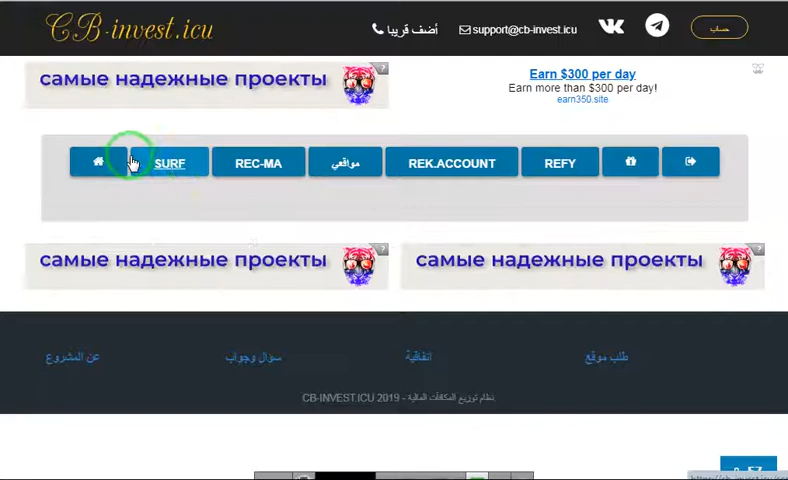 CB-invest.icu
أضف قريبا
support@cb-invest.icu
حساب
самые надежные проекты
?
Earn $300 per day
Earn more than $300 per day!
earn350.site
SURF
REC-MA
مواقعي
REK.ACCOUNT
REFY
самые надежные проекты
?
самые надежные проекты
?
عن المشروع
سؤال وجواب
اتفاقية
طلب موقع
CB-INVEST.ICU 2019 - نظام توزيع المكافآت المالية